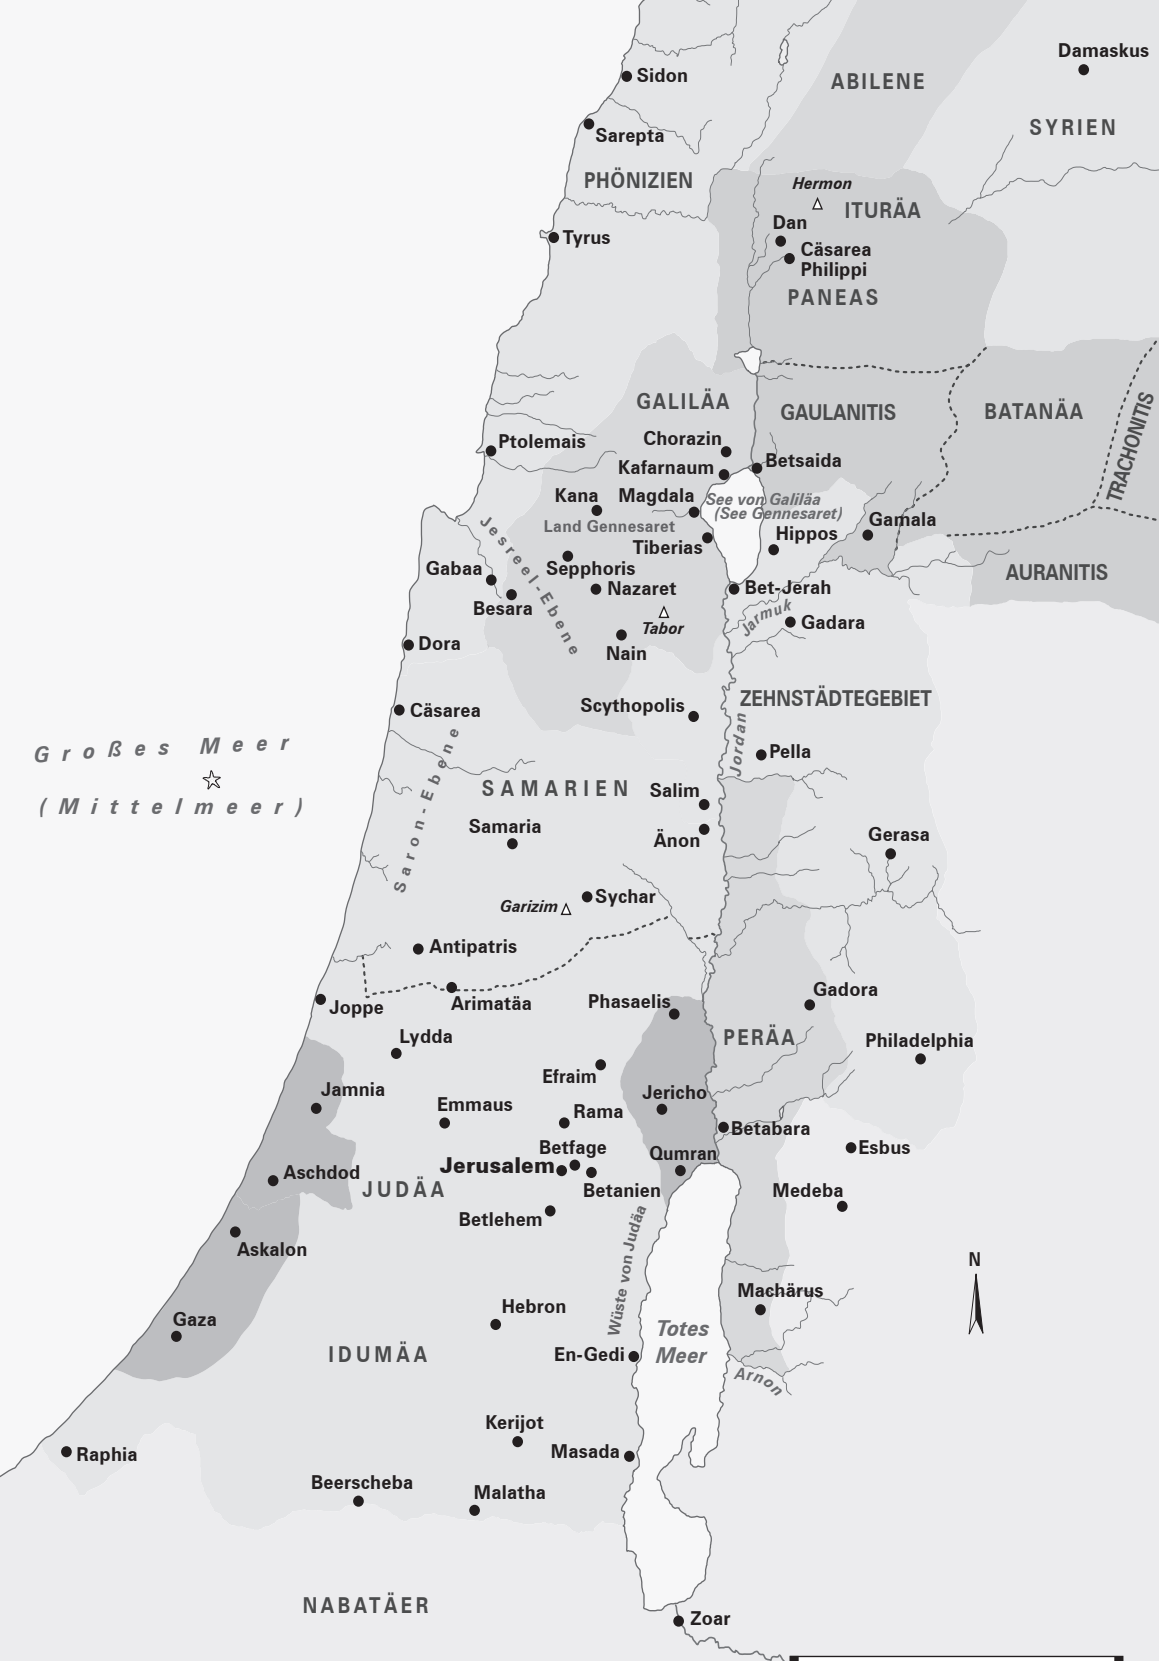 Damaskus
Sidon
ABILENE
SYRIEN
Sarepta
PHÖNIZIEN
Hermon
ITURÄA
Dan
Tyrus
Cäsarea
Philippi
PANEAS
GALILÄA
GAULANITIS
BATANÄA
TRACHONITIS
Ptolemais
Chorazin
Kafarnaum
Betsaida
Kana
Magdala
See von Galiläa
(See Gennesaret)
Land Gennesaret
Jesreel-Ebene
Gamala
Hippos
Tiberias
Gabaa
Sepphoris
AURANITIS
Nazaret
Bet-Jerah
Besara
Jarmuk
Tabor
Gadara
Dora
Nain
ZEHNSTÄDTEGEBIET
Scythopolis
Cäsarea
Jordan
Großes Meer
(Mittelmeer)
Pella
Saron-Ebene
SAMARIEN
Salim
Samaria
Änon
Gerasa
Sychar
Garizim
Antipatris
Joppe
Arimatäa
Phasaelis
Gadora
Lydda
PERÄA
Philadelphia
Efraim
Jamnia
Jericho
Emmaus
Rama
Betabara
Betfage
Qumran
Esbus
Jerusalem
Aschdod
JUDÄA
Betanien
Medeba
Betlehem
Wüste von Judäa
Askalon
N
Machärus
Hebron
Gaza
Totes
Meer
IDUMÄA
En-Gedi
Arnon
Kerijot
Masada
Raphia
Beerscheba
Malatha
NABATÄER
Zoar